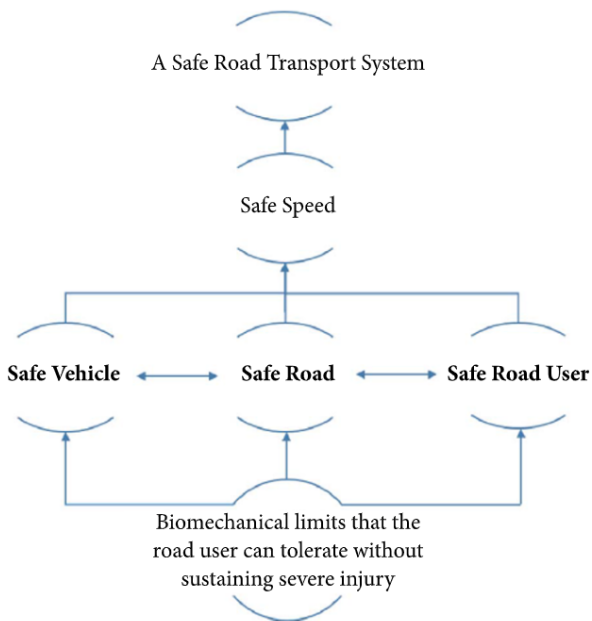 A Safe Road Transport System
Safe Speed
Safe Vehicle
Safe Road
Safe Road User
Biomechanical limits that the
road user can tolerate without
sustaining severe injury